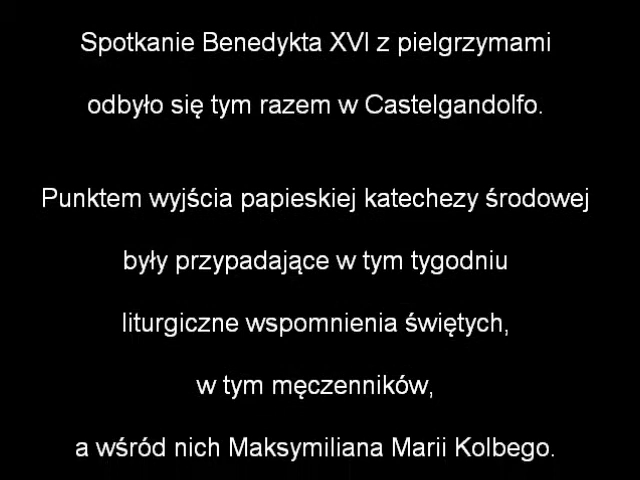 Spotkanie Benedykta XVI z pielgrzymami
odbyło się tym razem w Castelgandolfo.
Punktem wyjścia papieskiej katechezy środowej
były przypadające w tym tygodniu
liturgiczne wspomnienia świętych,
w tym męczenników,
a wśród nich Maksymiliana Marii Kolbego.